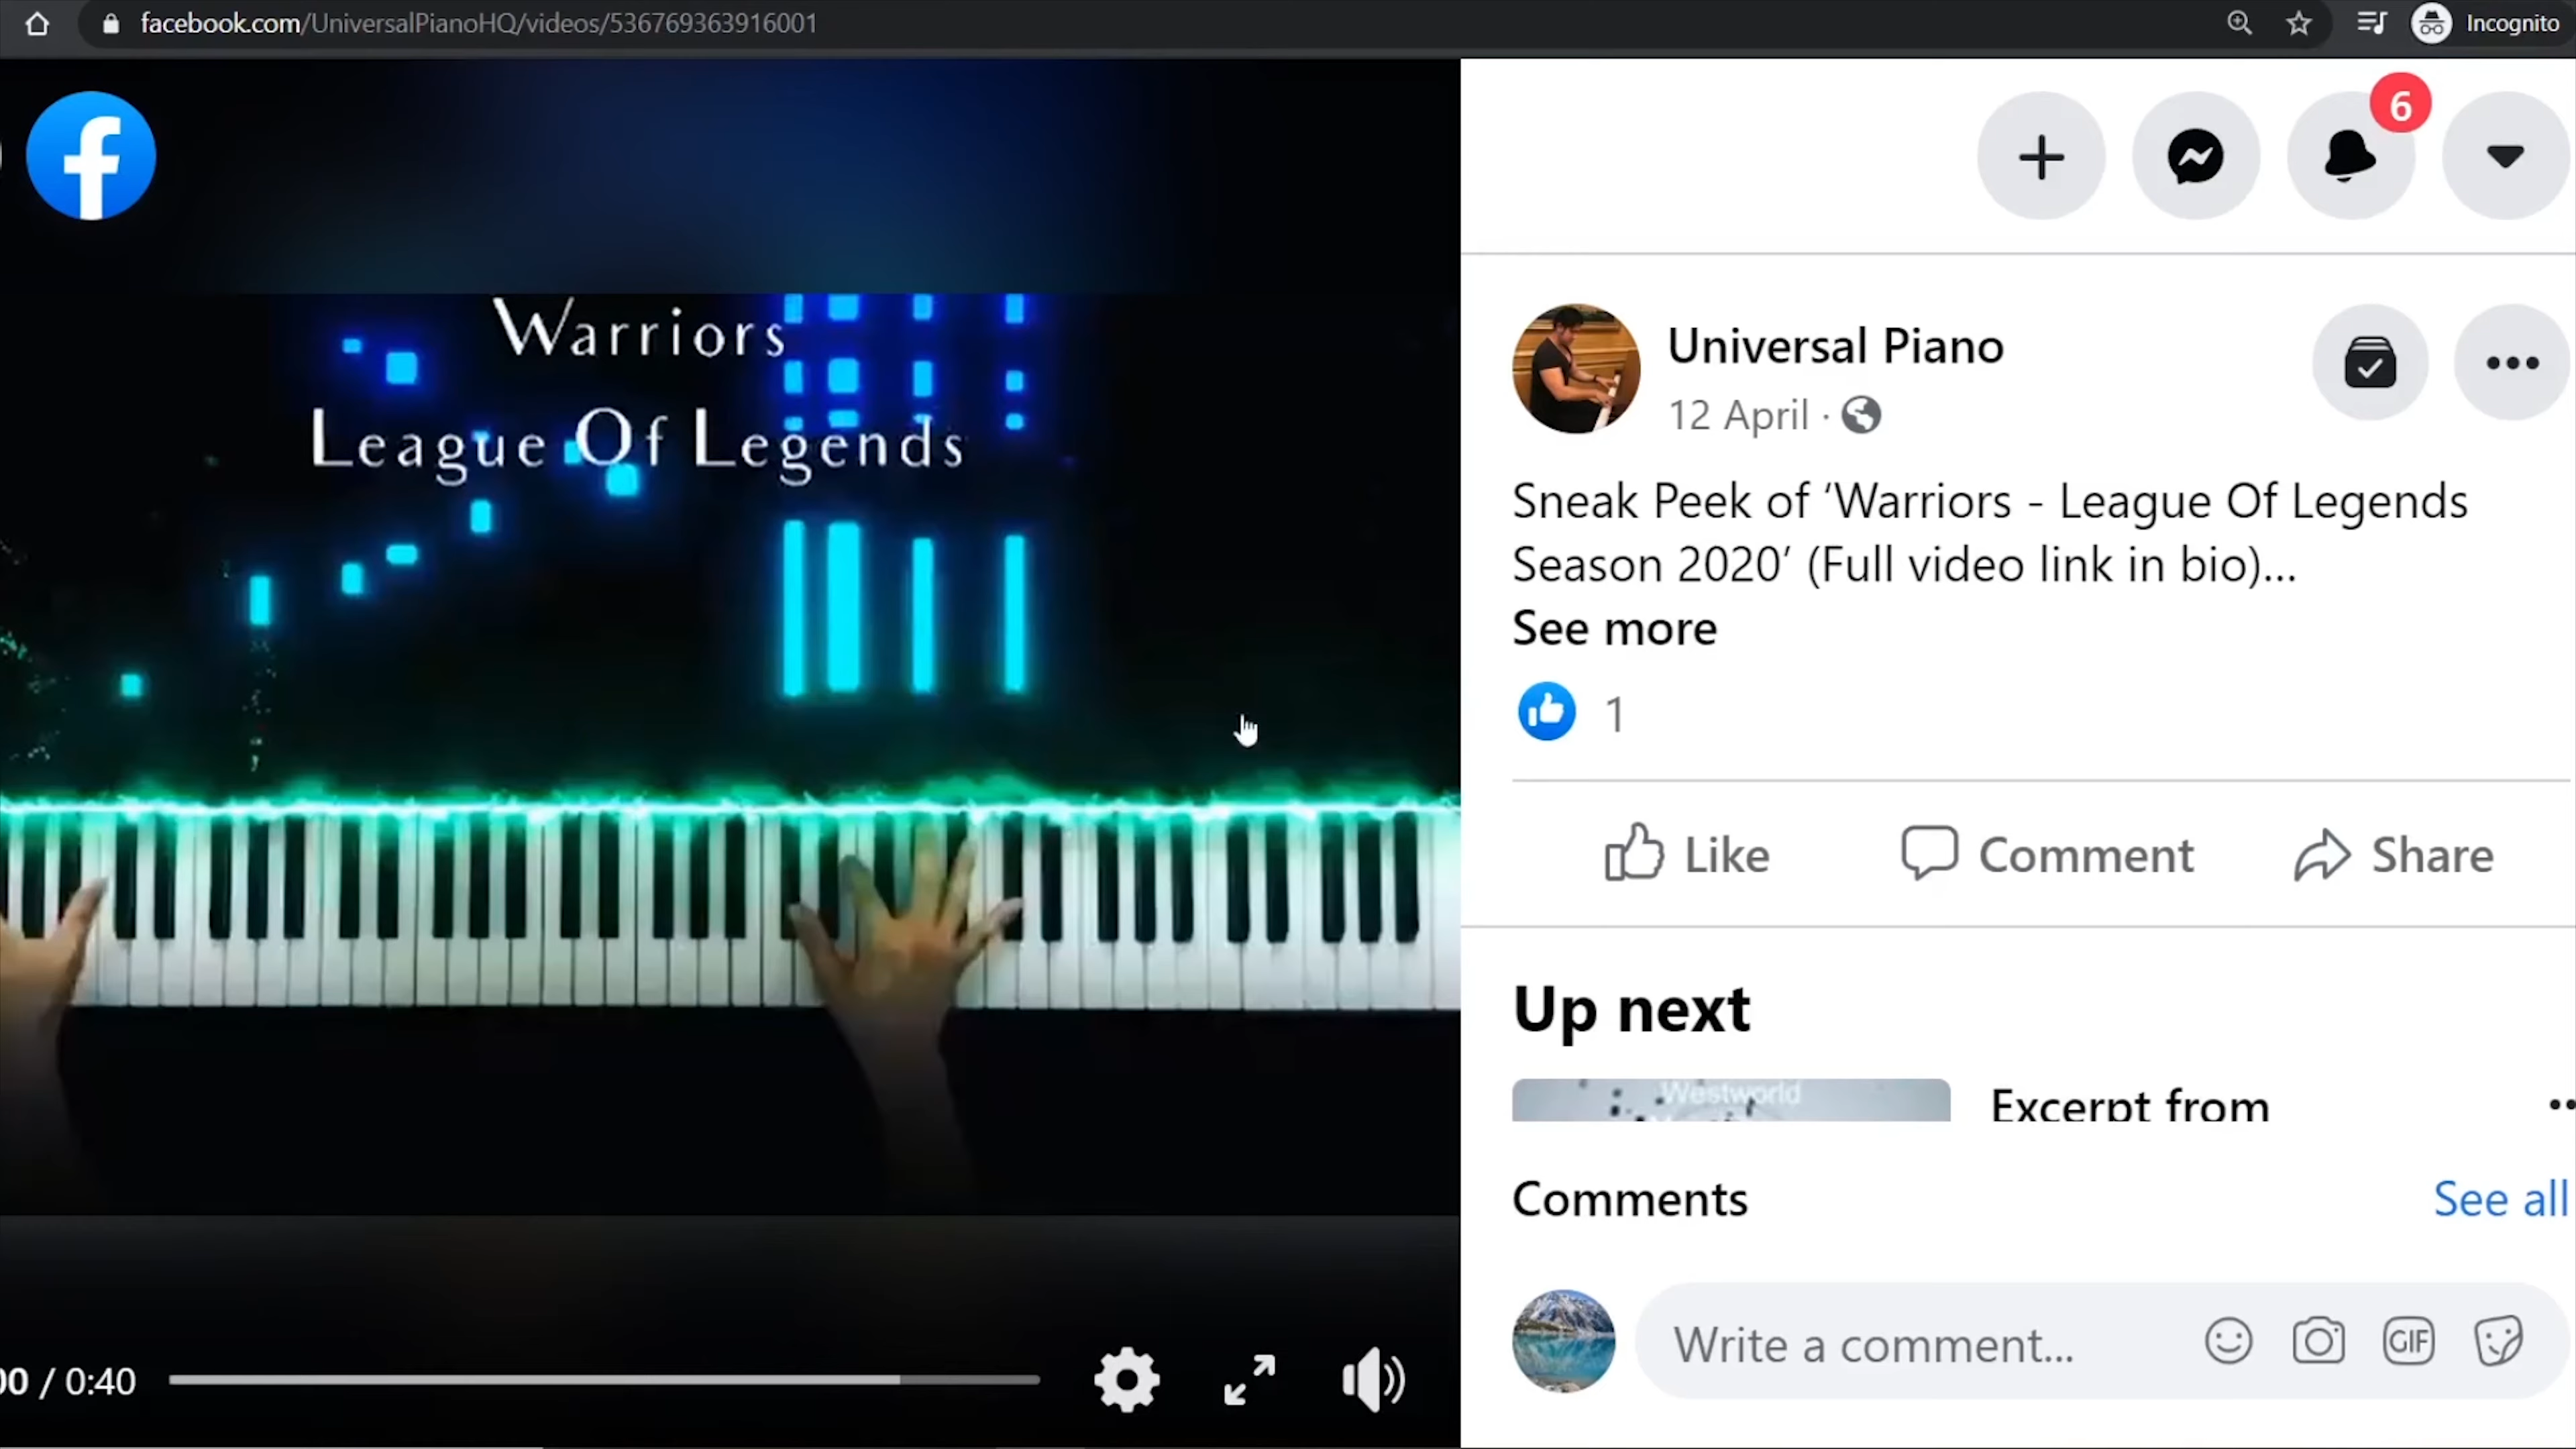 facebook.com/UniversalPianoHQ/videos/536769363916001
Incognito
6
Warriors
League Of Legends
Universal Piano
12 April ·
Sneak Peek of ‘Warriors - League Of Legends
Season 2020’ (Full video link in bio)...
See more
1
Like
Comment
Share
Up next
Westworld
Excerpt from
Comments
See all
Write a comment...
GIF
/ 0:40